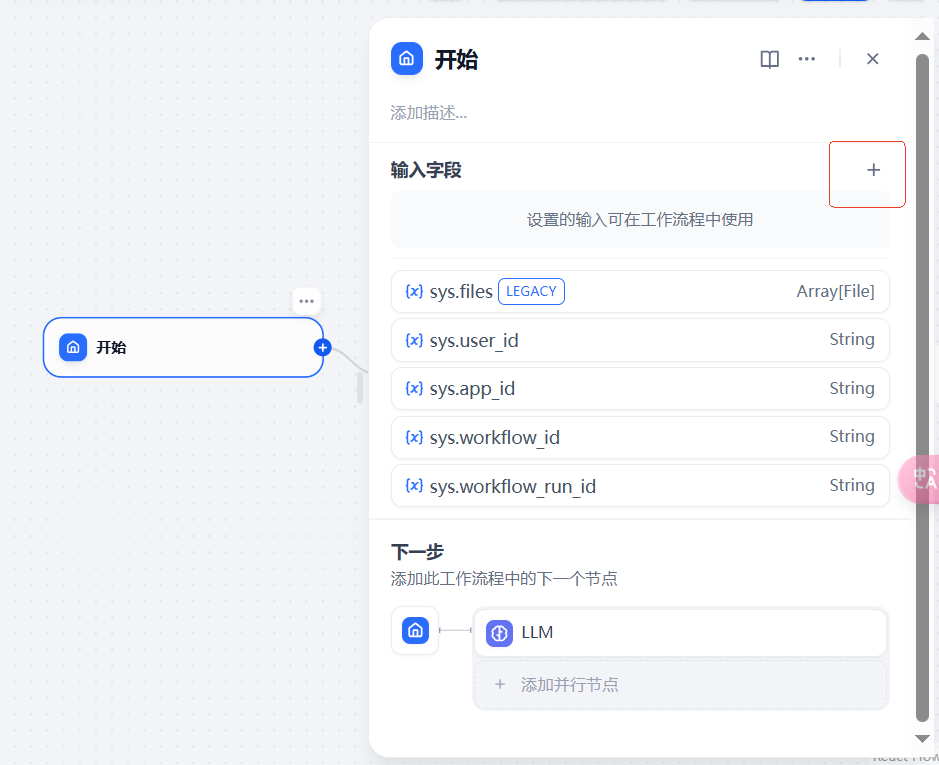 开始
添加描述...
输入字段
设置的输入可在工作流程中使用
{x} sys.files LEGACY Array[File]
{x} sys.user_id String
开始
{x} sys.app_id String
{x} sys.workflow_id String
{x} sys.workflow_run_id String
下一步
添加此工作流程中的下一个节点
LLM
添加并行节点